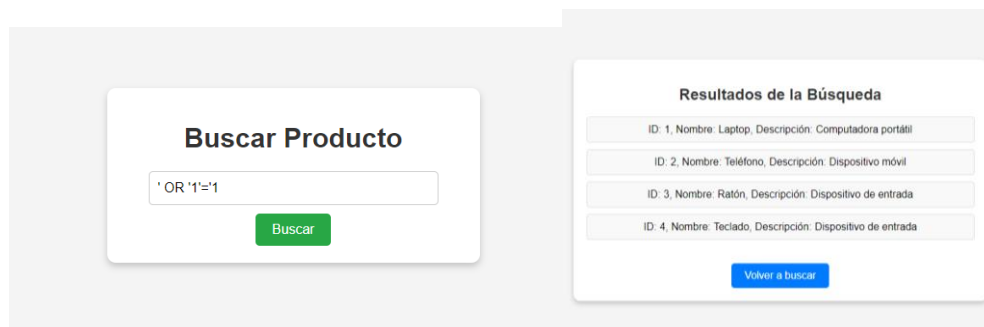 Buscar Producto
' OR '1'='1
Buscar
Resultados de la Búsqueda
ID: 1, Nombre: Laptop, Descripción: Computadora portátil
ID: 2, Nombre: Teléfono, Descripción: Dispositivo móvil
ID: 3, Nombre: Ratón, Descripción: Dispositivo de entrada
ID: 4, Nombre: Teclado, Descripción: Dispositivo de entrada
Volver a buscar